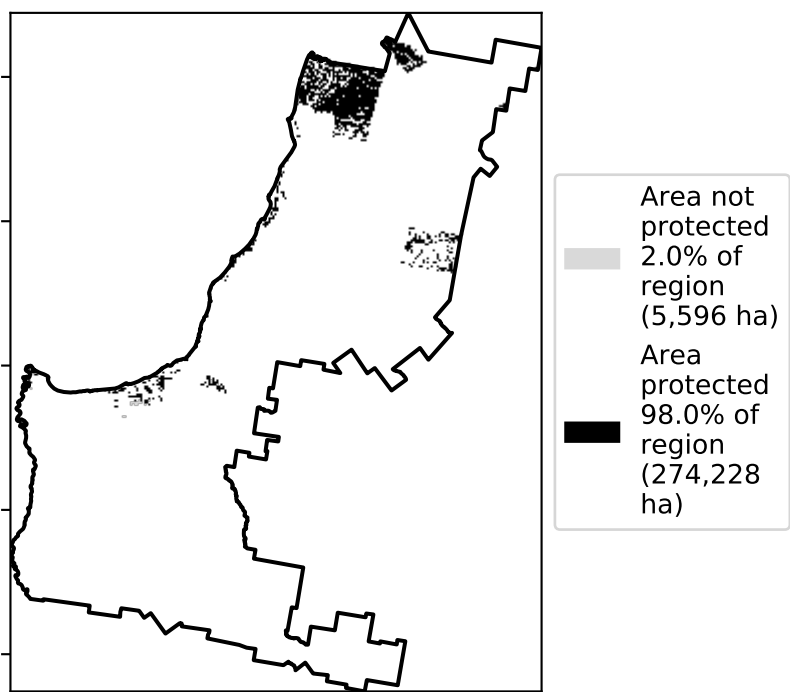 Area not
protected
2.0% of
region
(5,596 ha)
Area
protected
98.0% of
region
(274,228
ha)